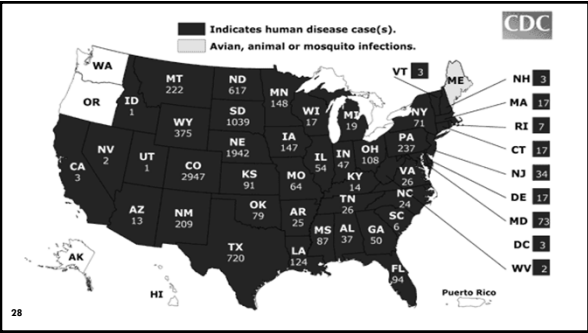 Indicates human disease case(s).
Avian, animal or mosquito infections.
CDC
WA
OR
CA
3
NV
2
ID
1
MT
222
WY
375
UT
1
AZ
13
CO
2947
NM
209
ND
617
SD
1039
NE
1942
KS
91
OK
79
TX
720
MN
148
IA
147
MO
64
AR
25
LA
124
WI
17
IL
54
MI
19
IN
47
OH
108
KY
14
TN
26
MS
87
AL
37
GA
50
FL
94
SC
6
NC
24
VA
26
PA
237
NY
71
ME
VT 3
NH 3
MA 17
RI 7
CT 17
NJ 34
DE 17
MD 73
DC 3
WV 2
AK
HI
Puerto Rico
28